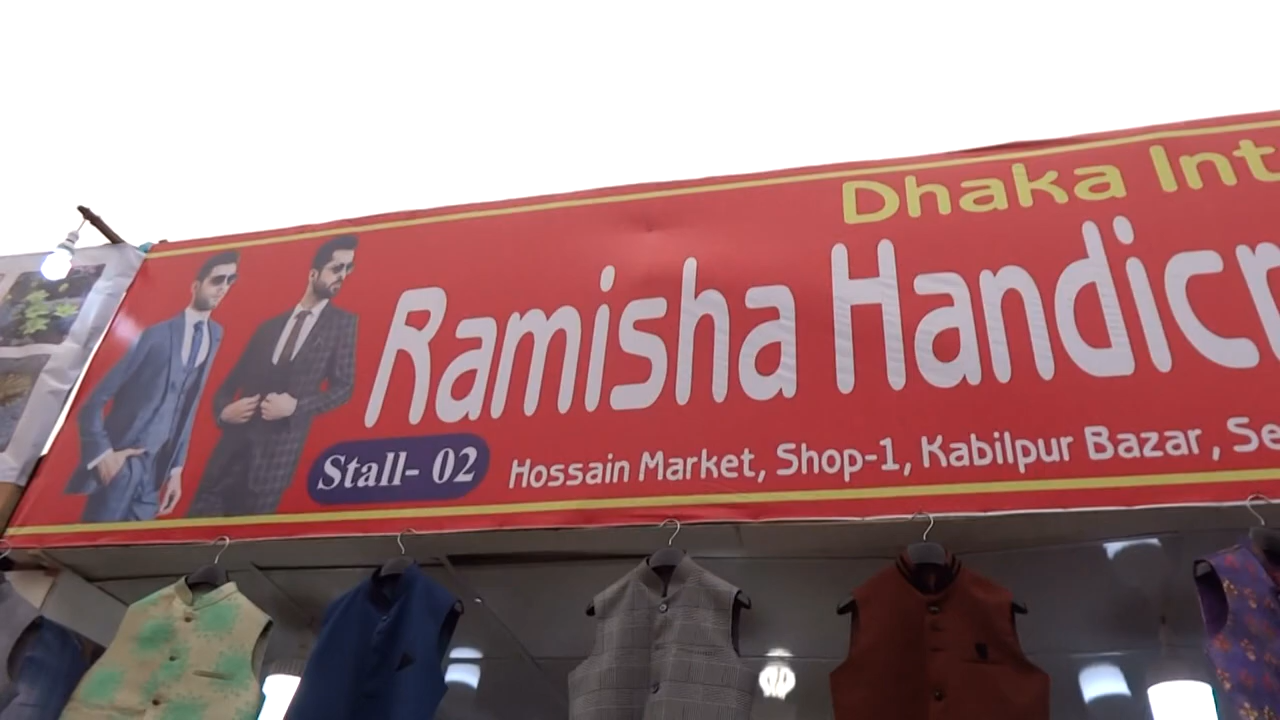 Dhaka Int
Ramisha Handicr
Stall- 02
Hossain Market, Shop-1, Kabilpur Bazar, Se